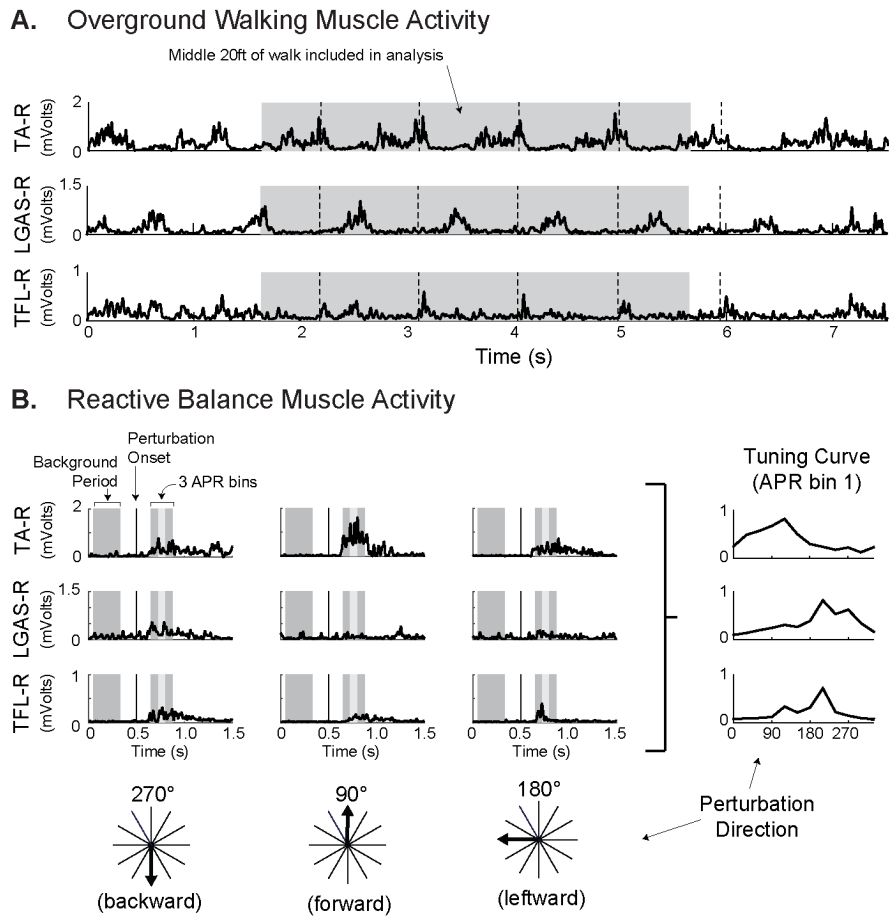 A. Overground Walking Muscle Activity
Middle 20ft of walk included in analysis
TA-R
(mVolts)
2
0
LGAS-R
(mVolts)
1.5
0
TFL-R
(mVolts)
1
0
0 1 2 3 4 5 6 7
Time (s)
B. Reactive Balance Muscle Activity
Background
Period
Perturbation
Onset
3 APR bins
Tuning Curve
(APR bin 1)
TA-R
(mVolts)
2
0
1
0
LGAS-R
(mVolts)
1.5
0
1
0
TFL-R
(mVolts)
1
0
1
0
0 0.5 1.0 1.5 0 0.5 1.0 1.5 0 0.5 1.0 1.5
0 90 180 270
Time (s) Time (s) Time (s)
270° 90° 180°
Perturbation
Direction
(backward) (forward) (leftward)